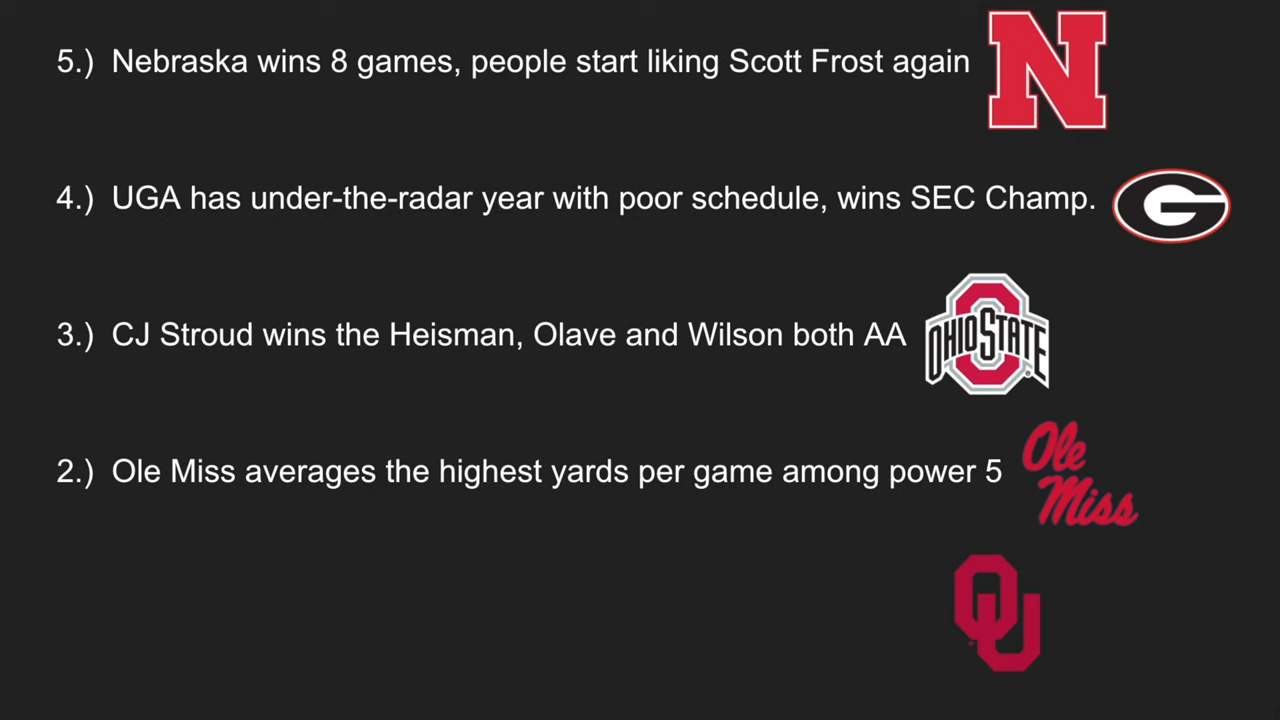 5.) Nebraska wins 8 games, people start liking Scott Frost again
N
4.) UGA has under-the-radar year with poor schedule, wins SEC Champ.
G
3.) CJ Stroud wins the Heisman, Olave and Wilson both AA
OHIO STATE
2.) Ole Miss averages the highest yards per game among power 5
Ole
Miss
OU